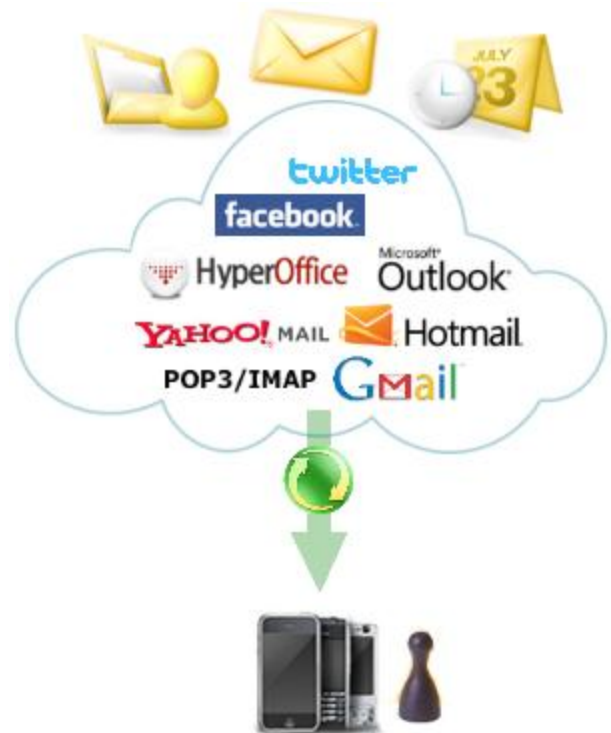 JULY
23
twitter
facebook
HyperOffice Microsoft Outlook
YAHOO! MAIL Hotmail
POP3/IMAP GMail